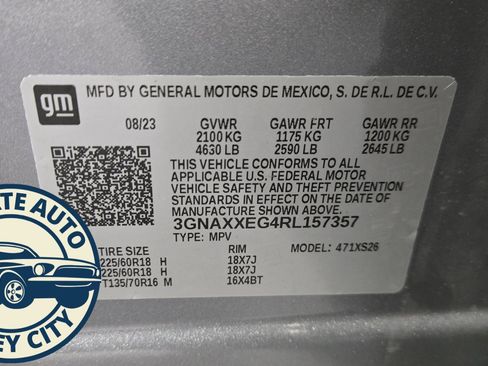 gm
MFD BY GENERAL MOTORS DE MEXICO, S. DE R.L. DE C.V.
08/23 GVWR GAWR FRT GAWR RR
2100 KG 1175 KG 1200 KG
4630 LB 2590 LB 2645 LB
THIS VEHICLE CONFORMS TO ALL
APPLICABLE U.S. FEDERAL MOTOR
VEHICLE SAFETY AND THEFT PREVENTION
STANDARDS IN EFFECT ON THE DATE OF
MANUFACTURE SHOWN ABOVE.
3GNAXXEG4RL157357
TYPE: MPV MODEL: 471XS26
TIRE SIZE RIM
225/60R18 H 18X7J
225/60R18 H 18X7J
T135/70R16 M 16X4BT
AUTO
CITY